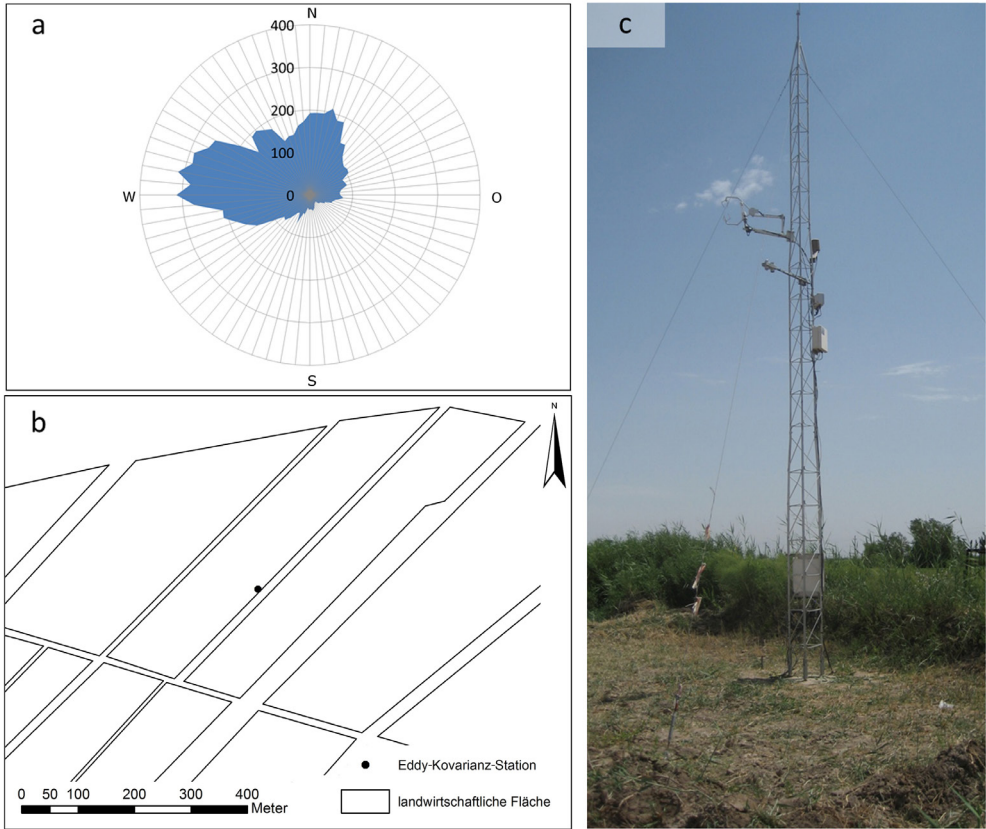 a
N
400
300
200
100
0
W
O
S
b
N
Eddy-Kovarianz-Station
landwirtschaftliche Fläche
0 50 100 200 300 400
Meter
c